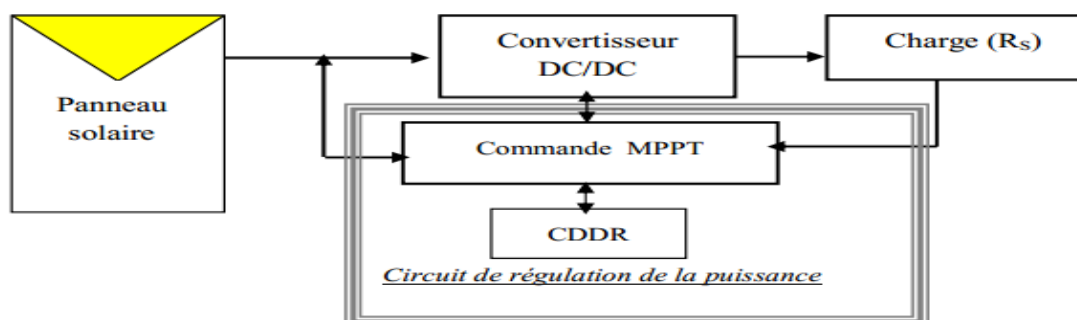 Panneau
solaire
Convertisseur
DC/DC
Charge (Rs)
Commande MPPT
CDDR
Circuit de régulation de la puissance